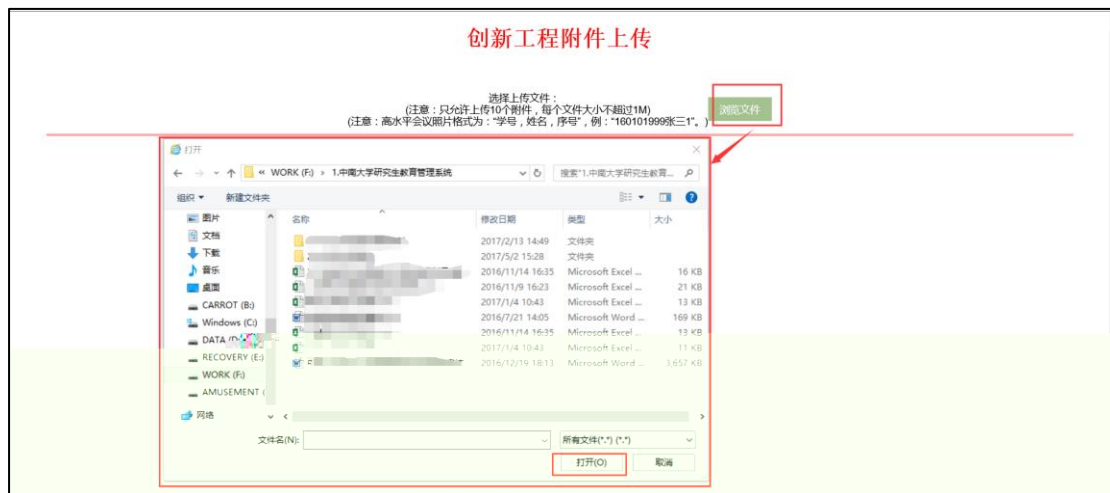 创新工程附件上传
选择上传文件：
(注意：只允许上传10个附件，每个文件大小不超过1M)
(注意：高水平会议照片格式为："学号，姓名，序号"，例："160101999张三1"。)
浏览文件
打开
« WORK (F:) › 1.中南大学研究生教育管理系统
搜索"1.中南大学研究生教育...
组织 新建文件夹
名称 修改日期 类型 大小
图片
文档
下载
音乐
桌面
CARROT (B:)
Windows (C:)
DATA
RECOVERY (E:)
WORK (F:)
AMUSEMENT (
网络
2017/2/13 14:49 文件夹
2017/5/2 15:28 文件夹
2016/11/14 16:35 Microsoft Excel ... 16 KB
2016/11/9 16:23 Microsoft Excel ... 21 KB
2017/1/4 10:43 Microsoft Excel ... 13 KB
2016/7/21 14:05 Microsoft Word ... 169 KB
2016/11/14 16:35 Microsoft Excel ... 13 KB
2017/1/4 10:43 Microsoft Excel ... 11 KB
2016/12/19 18:13 Microsoft Word ... 3,657 KB
文件名(N):
所有文件(*.*) (*.*)
打开(O) 取消